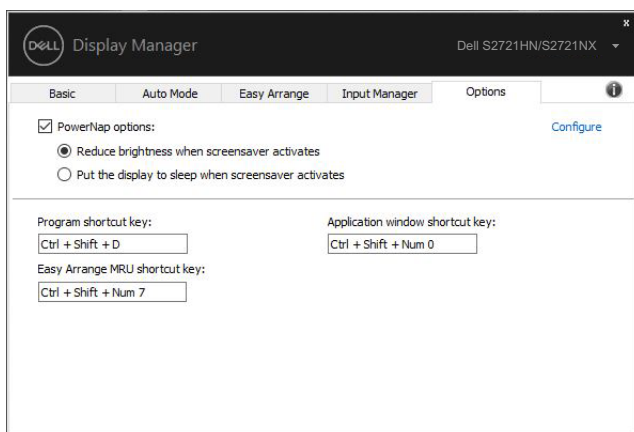 x
DELL Display Manager
Dell S2721HN/S2721NX
Basic
Auto Mode
Easy Arrange
Input Manager
Options
PowerNap options:
Configure
Reduce brightness when screensaver activates
Put the display to sleep when screensaver activates
Program shortcut key:
Application window shortcut key:
Ctrl + Shift + D
Ctrl + Shift + Num 0
Easy Arrange MRU shortcut key:
Ctrl + Shift + Num 7